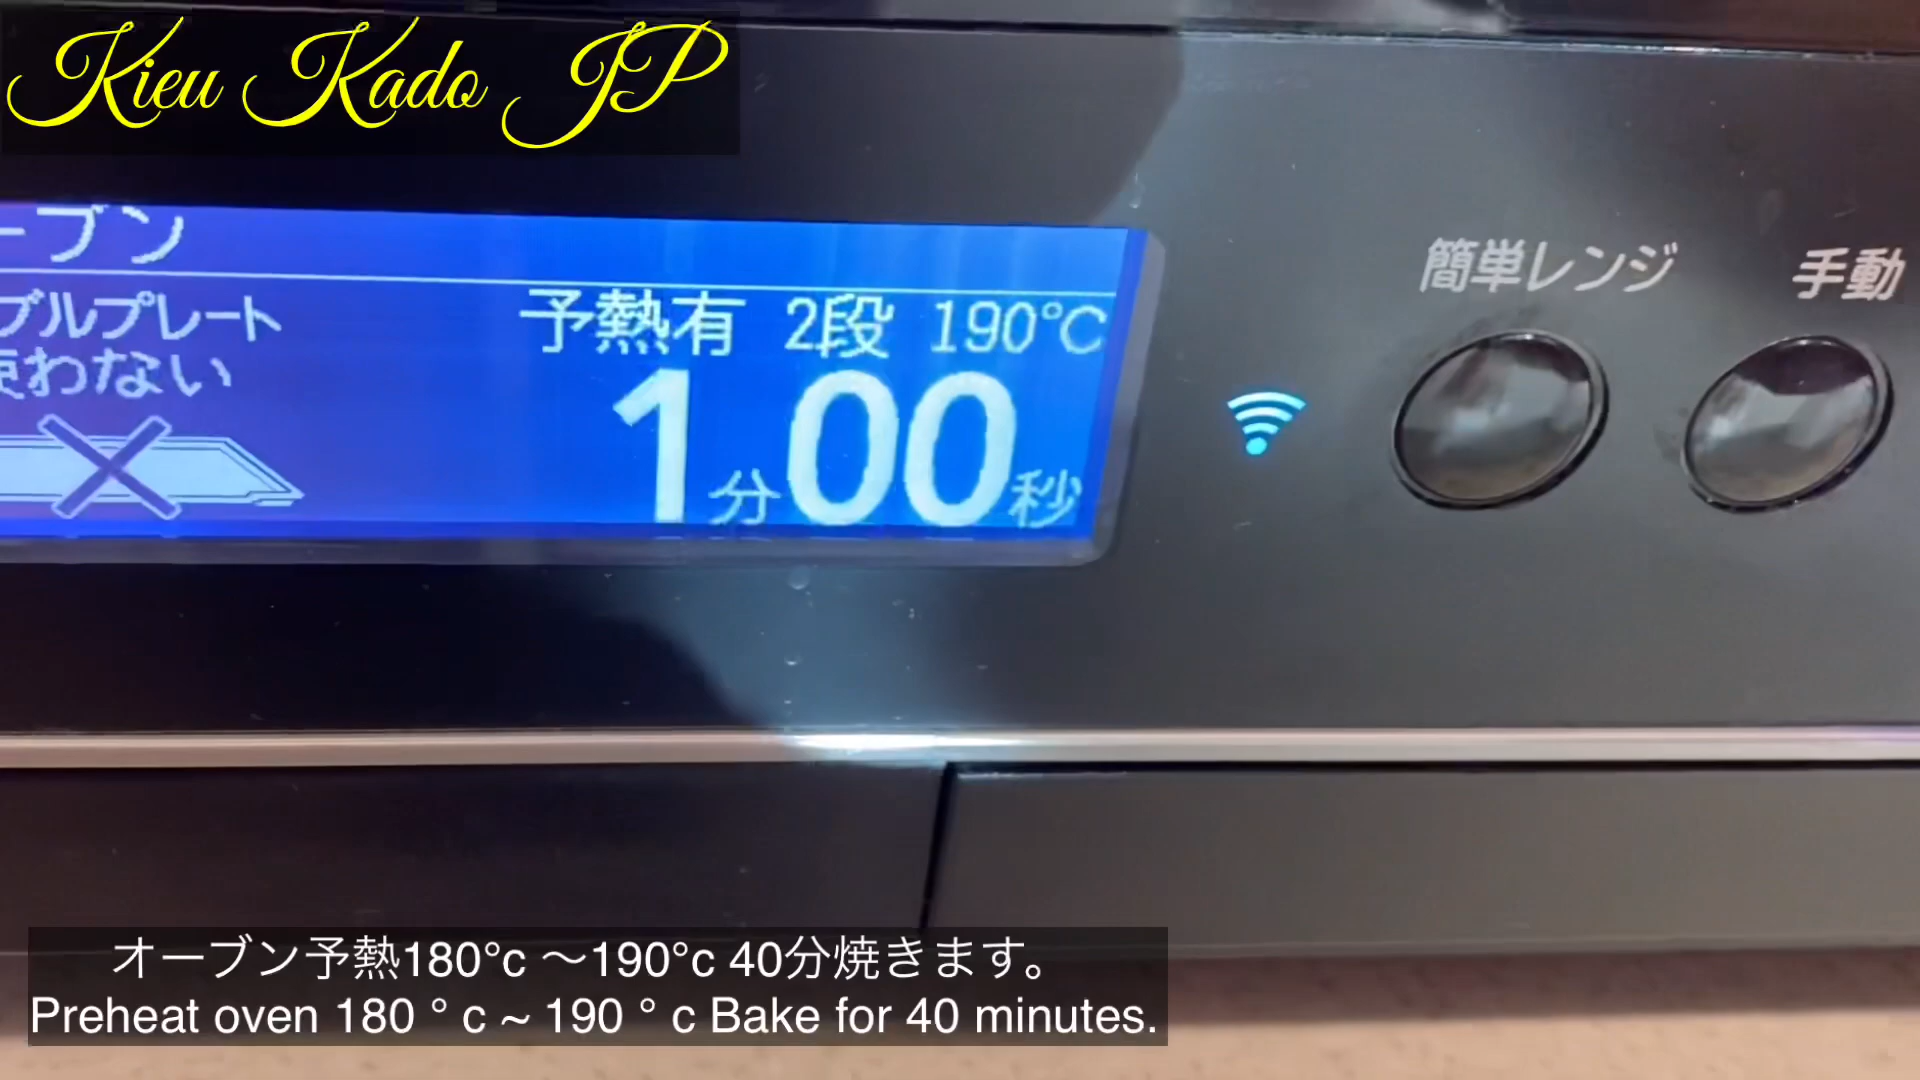 Kieu Kado JP
ーブン
ブルプレート
使わない
予熱有 2段 190℃
1分00秒
簡単レンジ
手動
オーブン予熱180°c ～190°c 40分焼きます。
Preheat oven 180 ° c ~ 190 ° c Bake for 40 minutes.